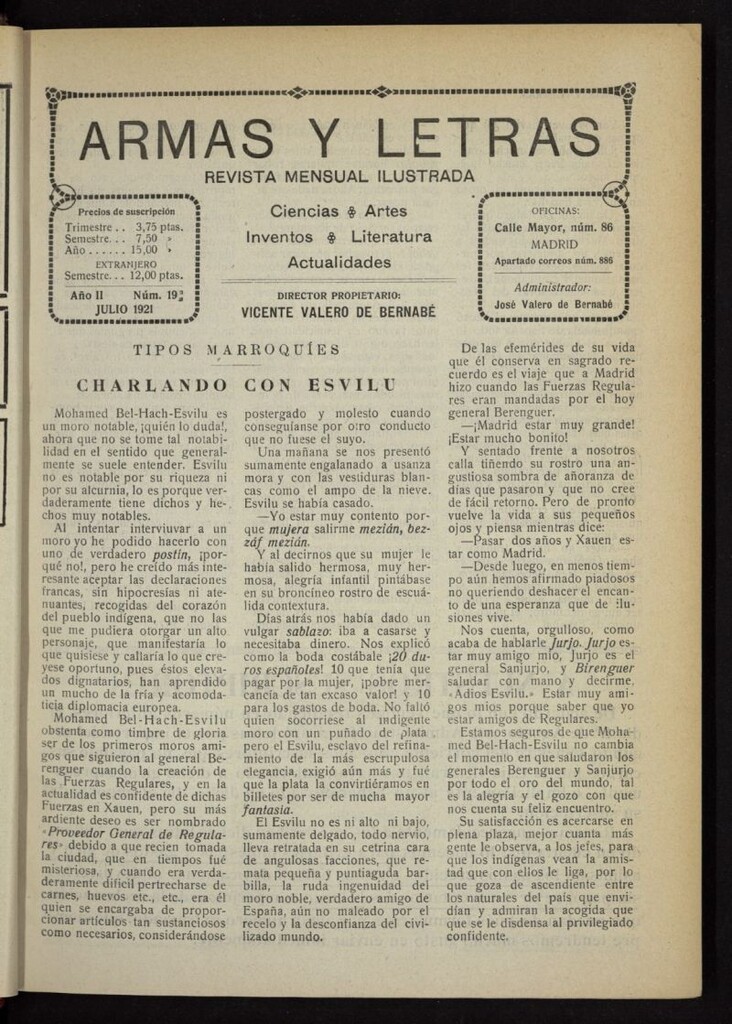 ARMAS Y LETRAS
REVISTA MENSUAL ILUSTRADA
Precios de suscripción
Trimestre .. 3,75 ptas.
Semestre... 7,50 »
Año ...... 15,00 »
EXTRANJERO
Semestre... 12,00 ptas.
Año II Núm. 19
JULIO 1921
Ciencias Artes
Inventos Literatura
Actualidades
DIRECTOR PROPIETARIO:
VICENTE VALERO DE BERNABÉ
OFICINAS:
Calle Mayor, núm. 86
MADRID
Apartado correos núm. 886
Administrador:
José Valero de Bernabé
TIPOS MARROQUÍES
CHARLANDO CON ESVILU
Mohamed Bel-Hach-Esvilu es
un moro notable, ¡quién lo duda!,
ahora que no se tome tal notabi-
lidad en el sentido que general-
mente se suele entender. Esvilu
no es notable por su riqueza ni
por su alcurnia, lo es porque ver-
daderamente tiene dichos y he-
chos muy notables.
Al intentar interviuvar a un
moro yo he podido hacerlo con
uno de verdadero postín, ¡por-
qué no!, pero he creído más inte-
resante aceptar las declaraciones
francas, sin hipocresías ni ate-
nuantes, recogidas del corazón
del pueblo indígena, que no las
que me pudiera otorgar un alto
personaje, que manifestaría lo
que quisiese y callaría lo que cre-
yese oportuno, pues éstos eleva-
dos dignatarios, han aprendido
un mucho de la fría y acomoda-
ticia diplomacia europea.
Mohamed Bel-Hach-Esvilu
obstenta como timbre de gloria
ser de los primeros moros ami-
gos que siguieron al general Be-
renguer cuando la creación de
las Fuerzas Regulares, y en la
actualidad es confidente de dichas
Fuerzas en Xauen, pero su más
ardiente deseo es ser nombrado
«Proveedor General de Regula-
res» debido a que recien tomada
la ciudad, que en tiempos fué
misteriosa, y cuando era verda-
deramente difícil pertrecharse de
carnes, huevos etc., etc., era él
quien se encargaba de propor-
cionar artículos tan sustanciosos
como necesarios, considerándose
postergado y molesto cuando
conseguíanse por otro conducto
que no fuese el suyo.
Una mañana se nos presentó
sumamente engalanado a usanza
mora y con las vestiduras blan-
cas como el ampo de la nieve.
Esvilu se había casado.
—Yo estar muy contento por-
que mujera salirme mezián, bez-
záf mezián.
Y al decirnos que su mujer le
había salido hermosa, muy her-
mosa, alegría infantil pintábase
en su broncíneo rostro de escuá-
lida contextura.
Días atrás nos había dado un
vulgar sablazo: iba a casarse y
necesitaba dinero. Nos explicó
como la boda costábale ¡20 du-
ros españoles! 10 que tenía que
pagar por la mujer, ¡pobre mer-
cancía de tan excaso valor! y 10
para los gastos de boda. No faltó
quien socorriese al indigente
moro con un puñado de plata
pero el Esvilu, esclavo del refina-
miento de la más escrupulosa
elegancia, exigió aún más y fué
que la plata la convirtiéramos en
billetes por ser de mucha mayor
fantasía.
El Esvilu no es ni alto ni bajo,
sumamente delgado, todo nervio,
lleva retratada en su cetrina cara
de angulosas facciones, que re-
mata pequeña y puntiaguda bar-
billa, la ruda ingenuidad del
moro noble, verdadero amigo de
España, aún no maleado por el
recelo y la desconfianza del civi-
lizado mundo.
De las efemérides de su vida
que él conserva en sagrado re-
cuerdo es el viaje que a Madrid
hizo cuando las Fuerzas Regula-
res eran mandadas por el hoy
general Berenguer.
—¡Madrid estar muy grande!
¡Estar mucho bonito!
Y sentado frente a nosotros
calla tiñendo su rostro una an-
gustiosa sombra de añoranza de
días que pasaron y que no cree
de fácil retorno. Pero de pronto
vuelve la vida a sus pequeños
ojos y piensa mientras dice:
—Pasar dos años y Xauen es-
tar como Madrid.
—Desde luego, en menos tiem-
po aún hemos afirmado piadosos
no queriendo deshacer el encan-
to de una esperanza que de ilu-
siones vive.
Nos cuenta, orgulloso, como
acaba de hablarle Jurjo. Jurjo es-
tar muy amigo mío, Jurjo es el
general Sanjurjo, y Birenguer
saludar con mano y decirme,
«Adios Esvilu.» Estar muy ami-
gos mios porque saber que yo
estar amigos de Regulares.
Estamos seguros de que Moha-
med Bel-Hach-Esvilu no cambia
el momento en que saludaron los
generales Berenguer y Sanjurjo
por todo el oro del mundo, tal
es la alegría y el gozo con que
nos cuenta su feliz encuentro.
Su satisfacción es acercarse en
plena plaza, mejor cuanta más
gente le observa, a los jefes, para
que los indígenas vean la amis-
tad que con ellos le liga, por lo
que goza de ascendiente entre
los naturales del país que envi-
dían y admiran la acogida que
que se le disdensa al privilegiado
confidente.